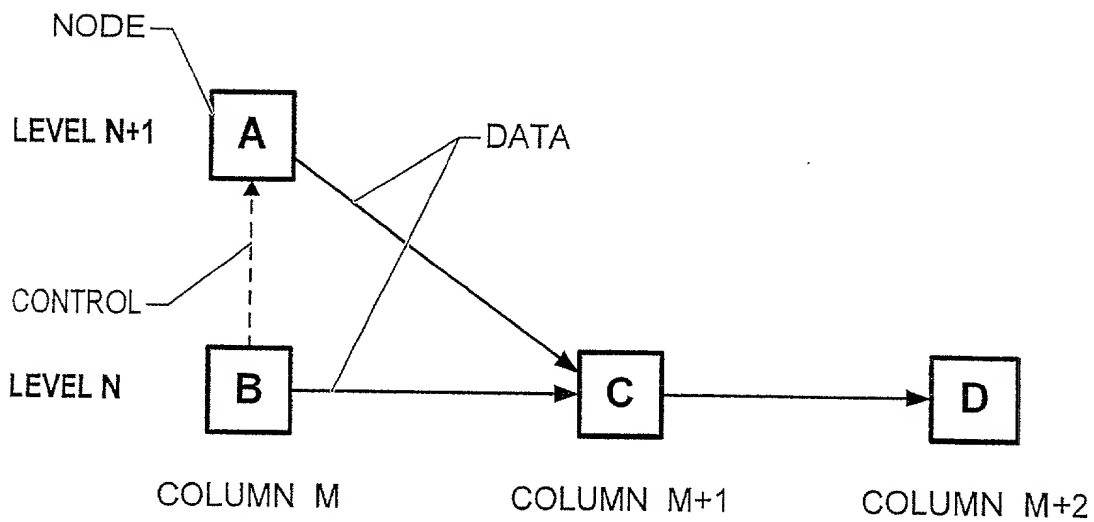 NODE
LEVEL N+1
A
DATA
CONTROL
LEVEL N
B
C
D
COLUMN M
COLUMN M+1
COLUMN M+2